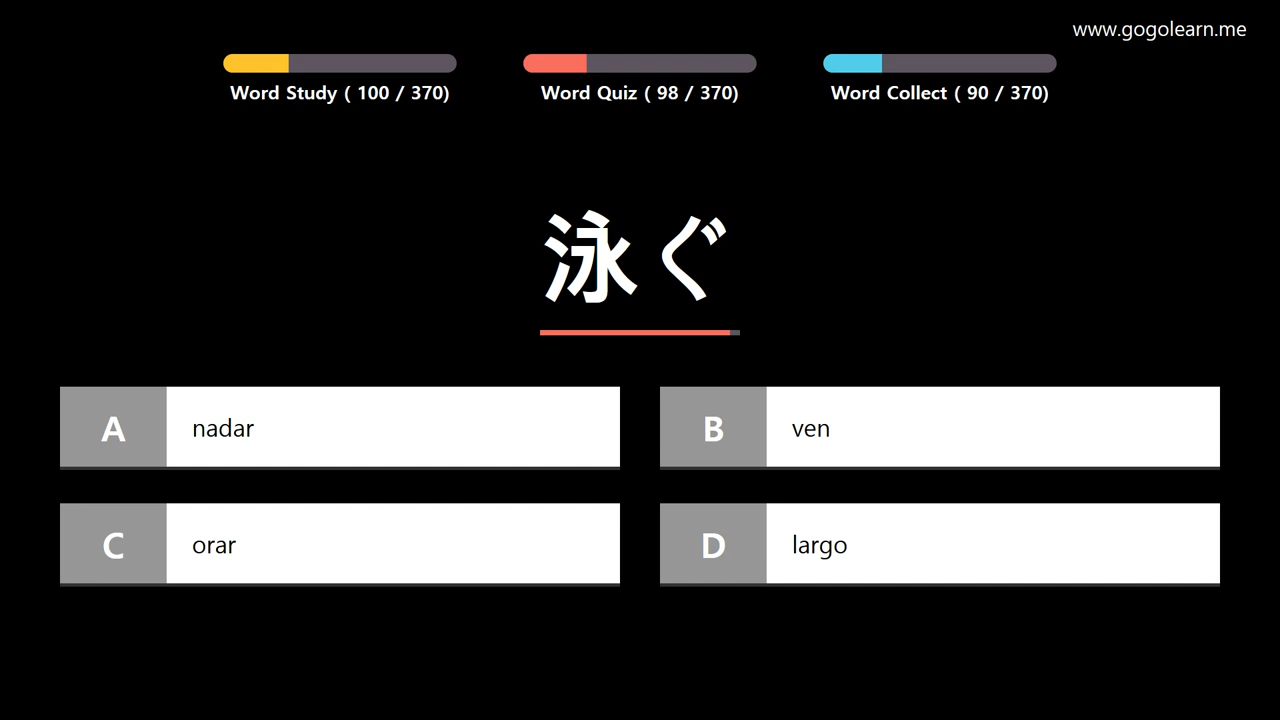 www.gogolearn.me
Word Study ( 100 / 370)
Word Quiz ( 98 / 370)
Word Collect ( 90 / 370)
泳ぐ
A nadar
B ven
C orar
D largo